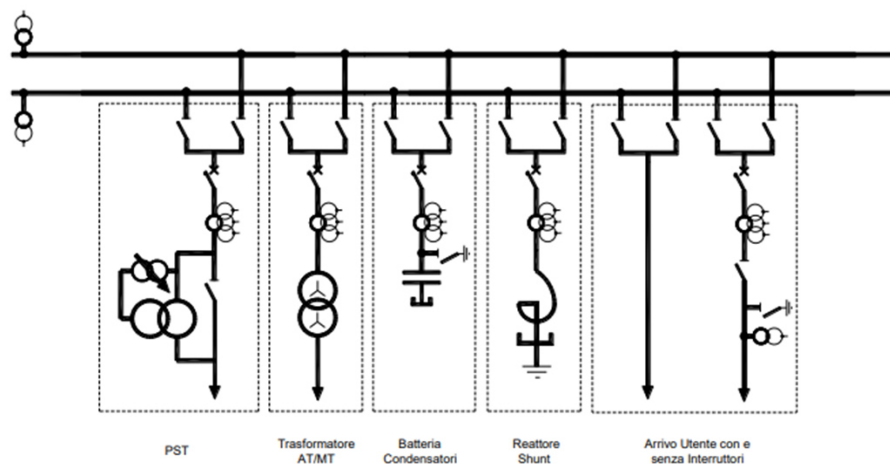 PST
Trasformatore
AT/MT
Batteria
Condensatori
Reattore
Shunt
Arrivo Utente con e
senza Interruttori